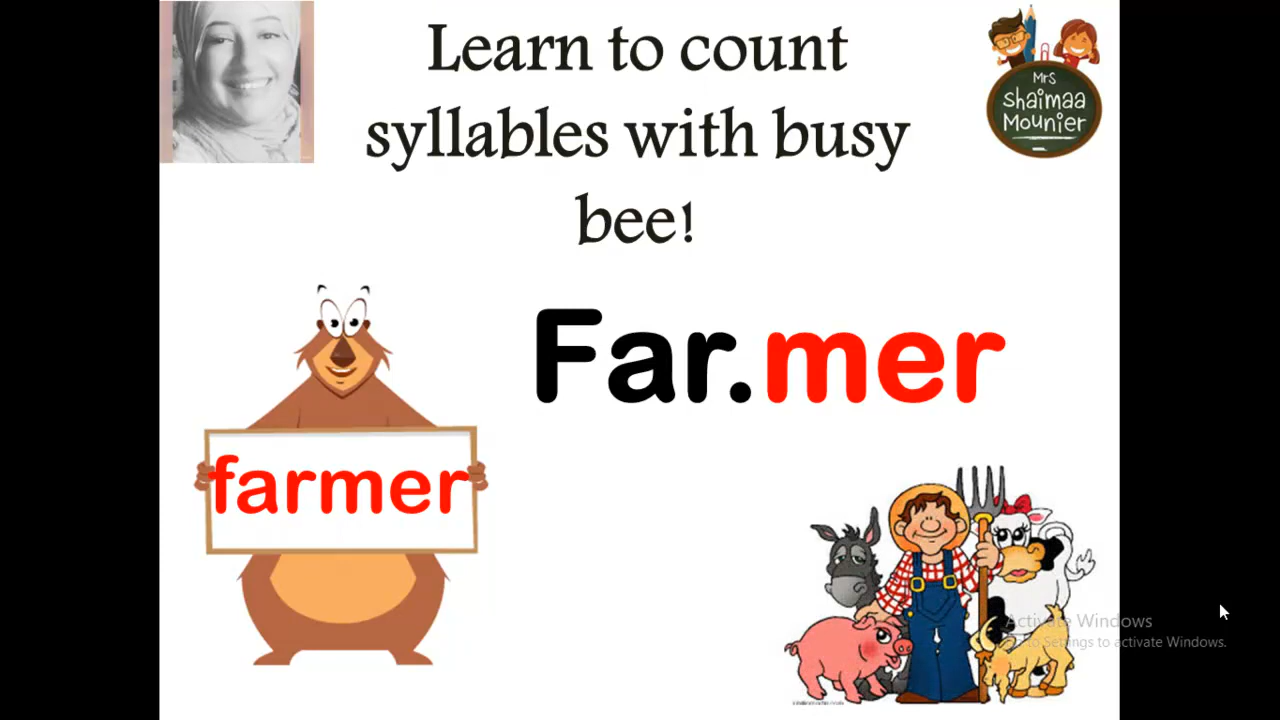 Learn to count
syllables with busy
bee!
Mrs
Shaimaa
Mounier
Far.mer
farmer
Activate Windows
Go to Settings to activate Windows.